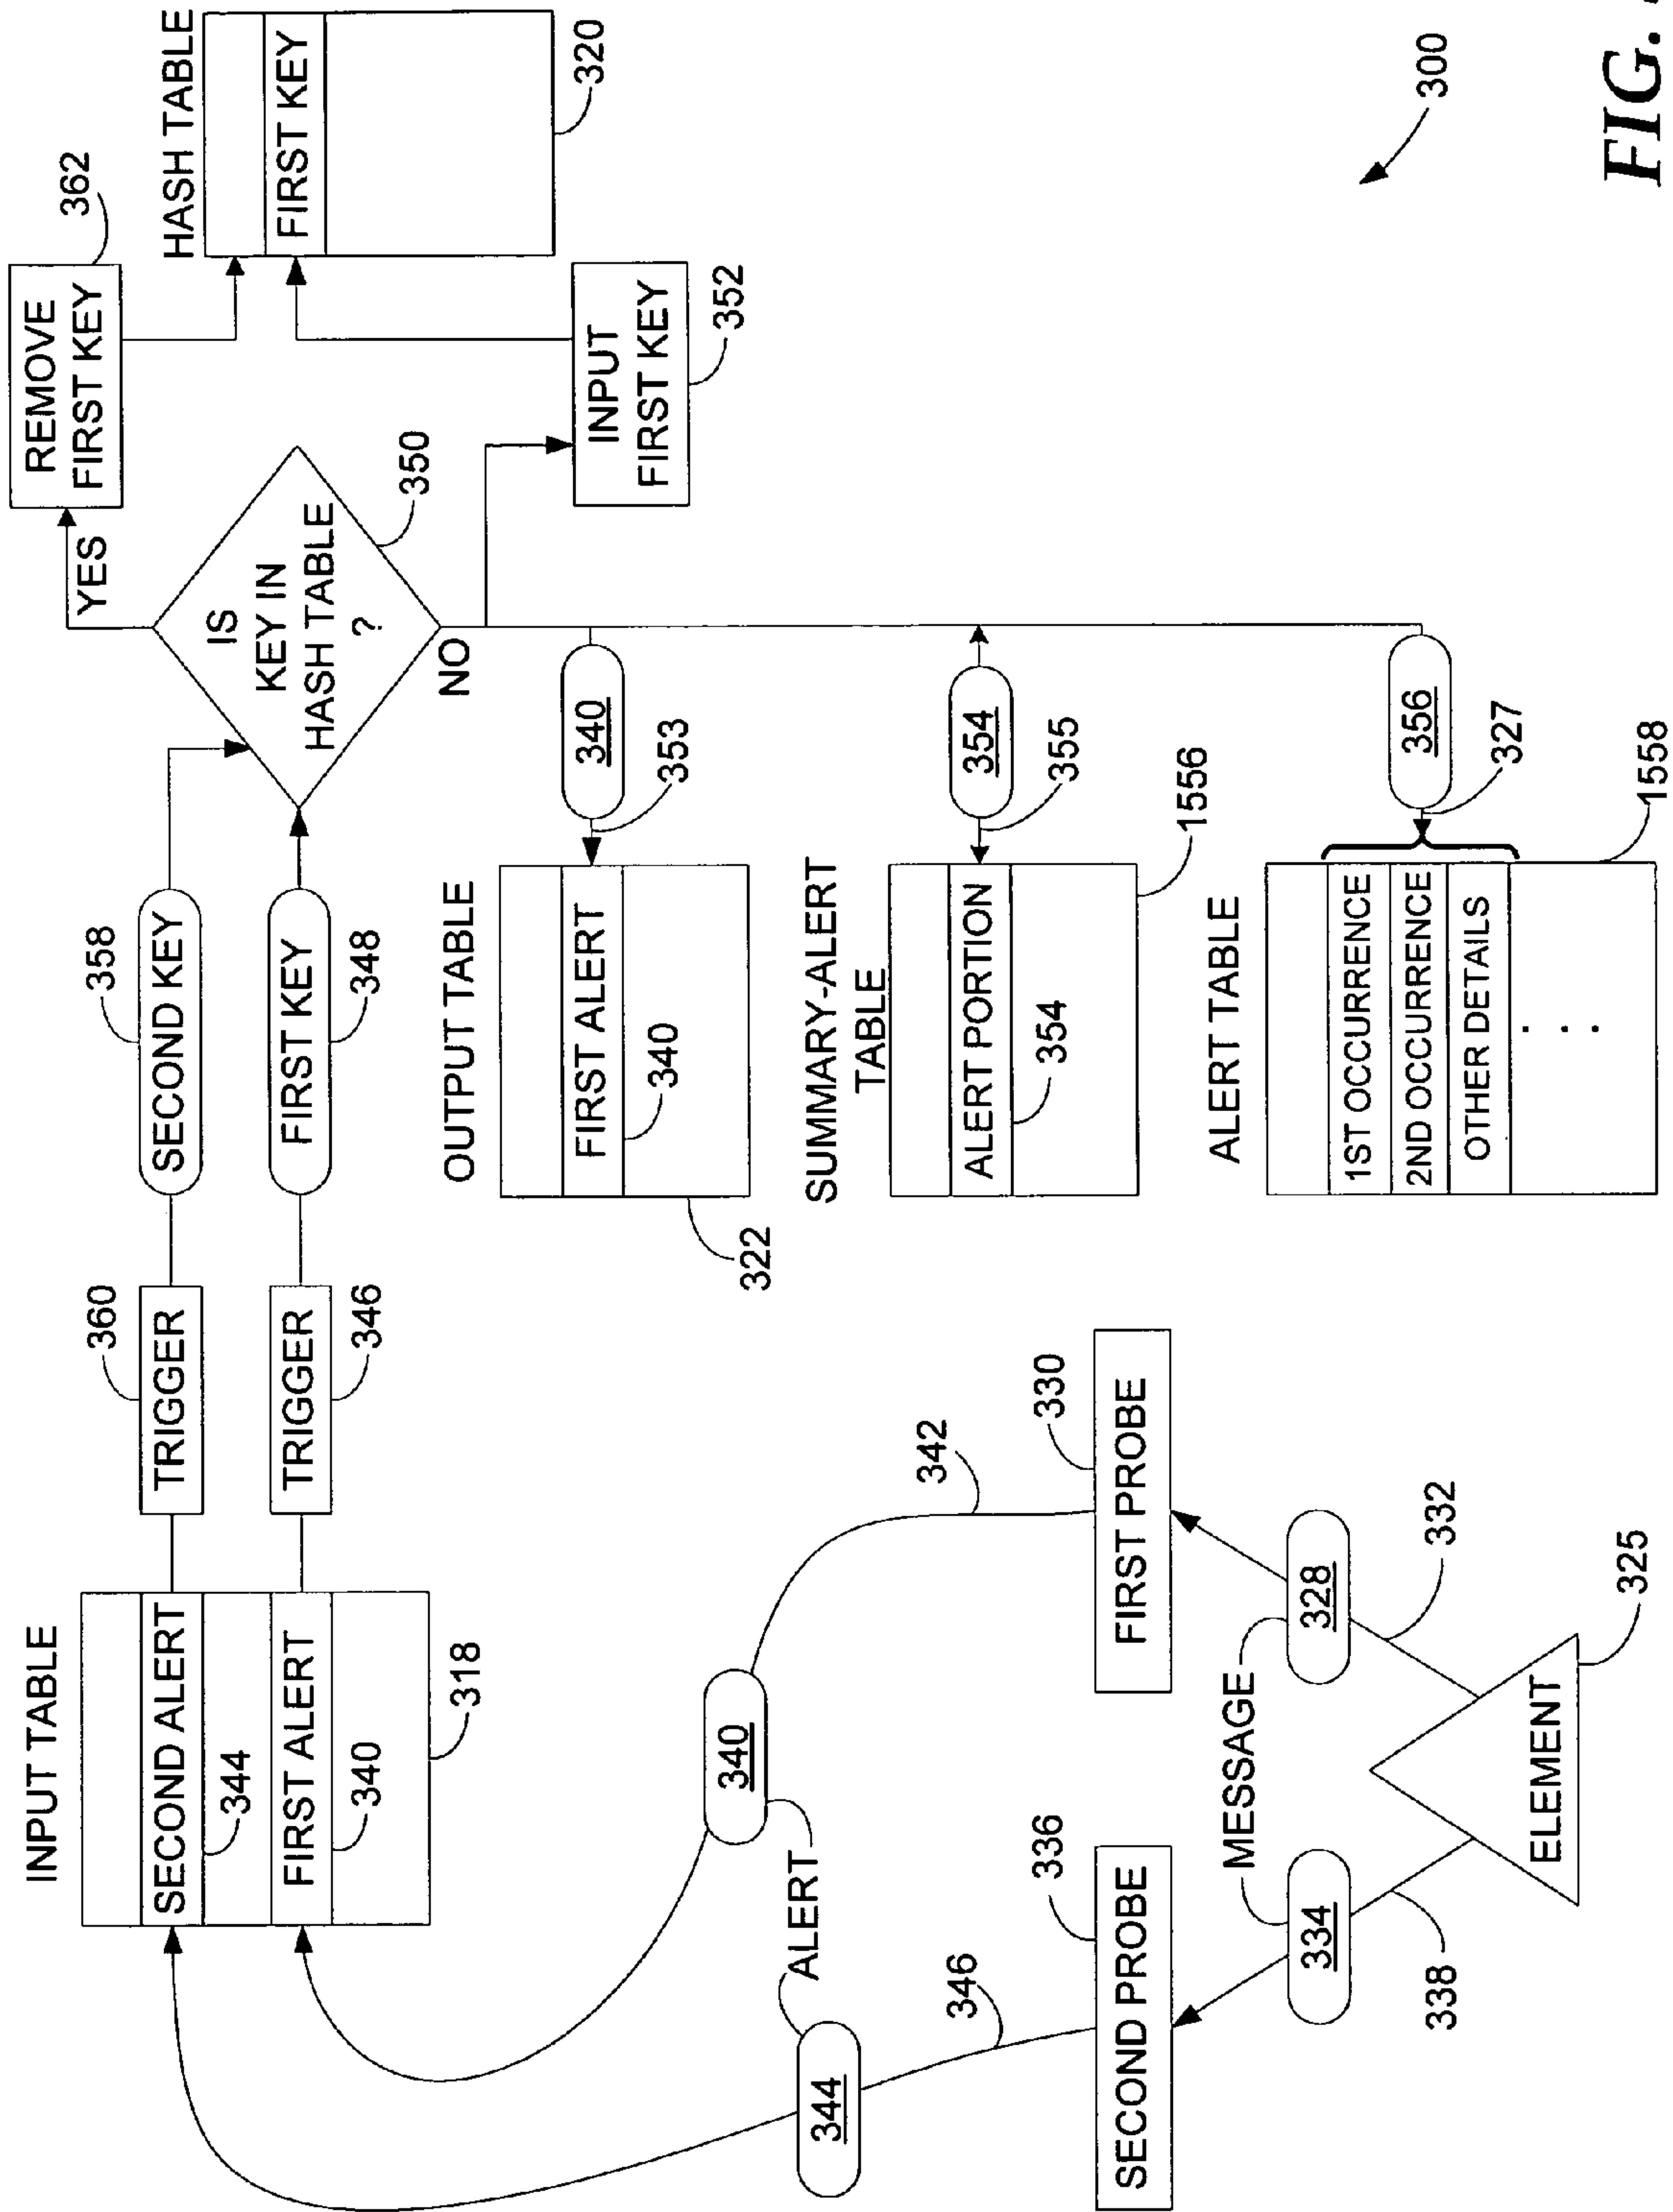 INPUT TABLE
SECOND ALERT
344
FIRST ALERT
340
318
360
TRIGGER
TRIGGER
346
358
SECOND KEY
FIRST KEY
348
IS
KEY IN
HASH TABLE
?
350
YES
NO
REMOVE
FIRST KEY
362
HASH TABLE
FIRST KEY
320
INPUT
FIRST KEY
352
OUTPUT TABLE
FIRST ALERT
340
322
340
353
SUMMARY-ALERT
TABLE
ALERT PORTION
354
354
355
1556
ALERT TABLE
1ST OCCURRENCE
2ND OCCURRENCE
OTHER DETAILS
. . .
356
327
1558
344
ALERT
340
342
346
336
SECOND PROBE
330
FIRST PROBE
334
MESSAGE
328
338
332
ELEMENT
325
300
FIG.